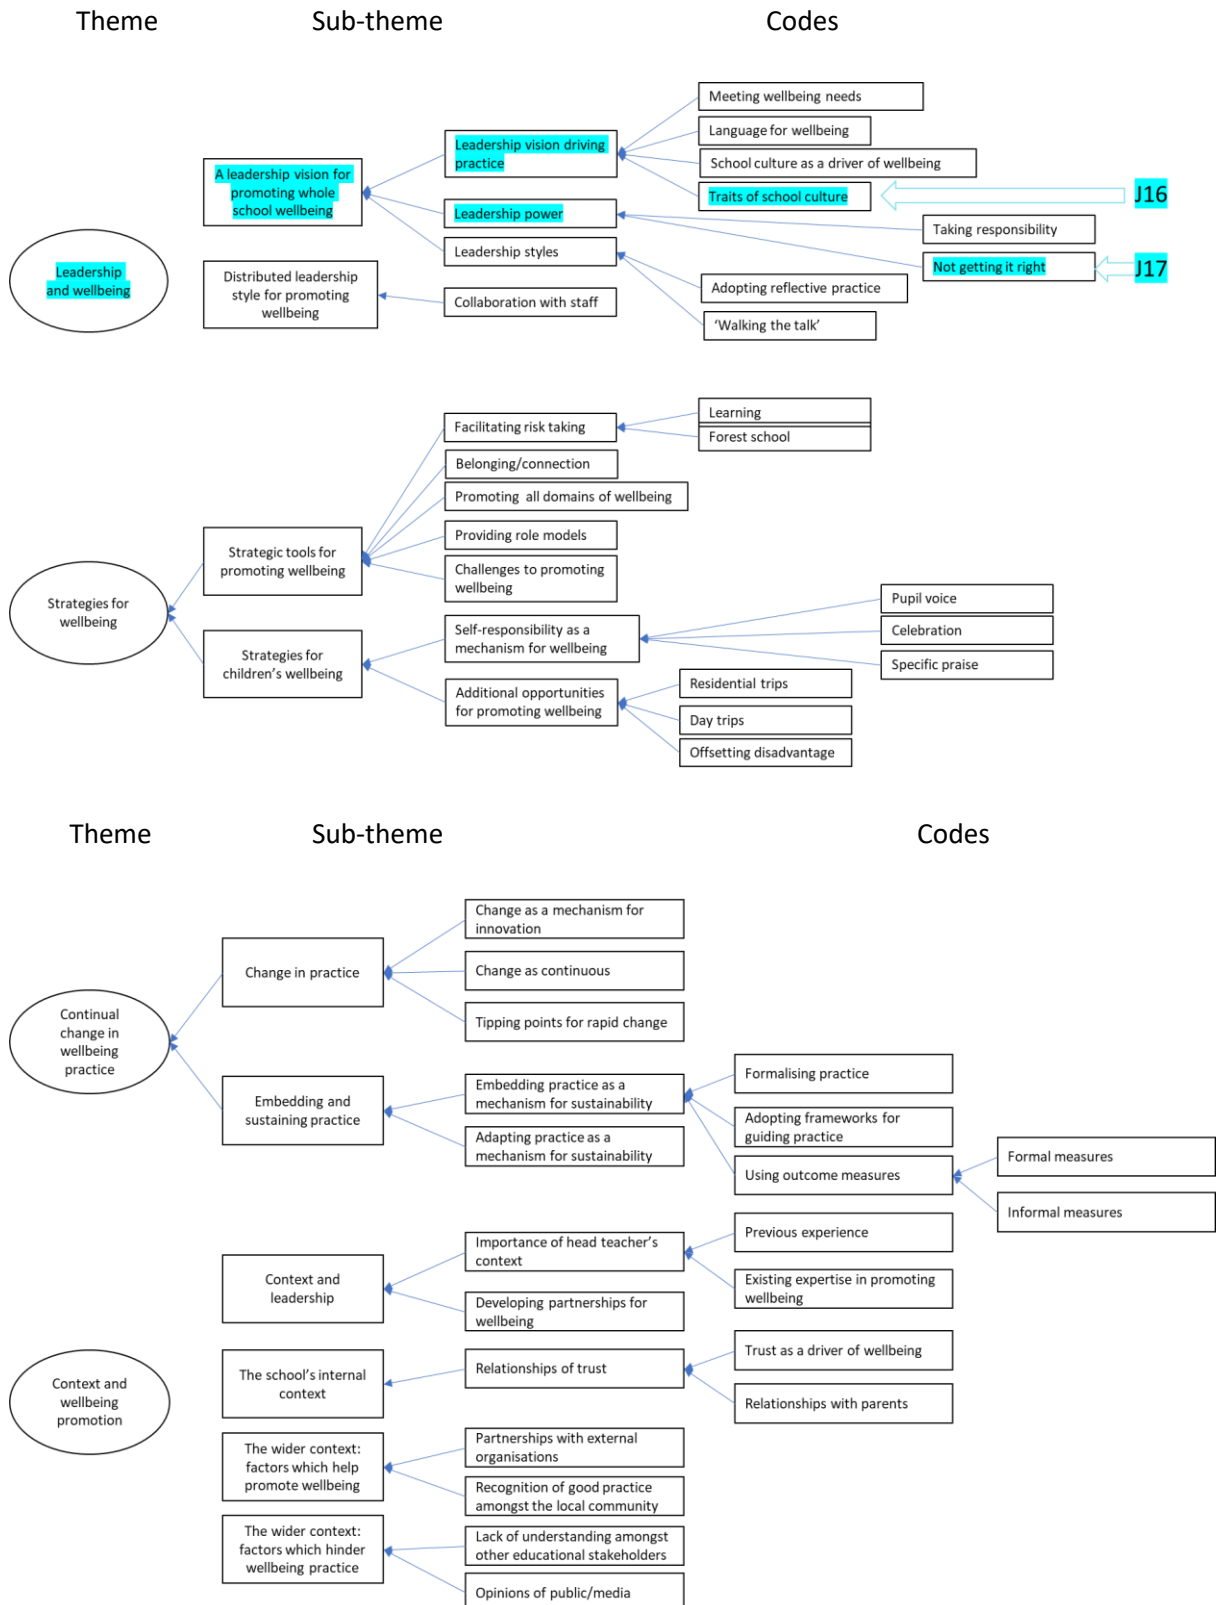 Theme
Sub-theme
Codes
Meeting wellbeing needs
Leadership vision driving
practice
Language for wellbeing
School culture as a driver of wellbeing
A leadership vision for
promoting whole
school wellbeing
Traits of school culture
J16
Leadership power
Taking responsibility
Leadership styles
Not getting it right
J17
Leadership
and wellbeing
Distributed leadership
style for promoting
wellbeing
Collaboration with staff
Adopting reflective practice
‘Walking the talk’
Facilitating risk taking
Learning
Forest school
Belonging/connection
Promoting all domains of wellbeing
Strategic tools for
promoting wellbeing
Providing role models
Challenges to promoting
wellbeing
Strategies for
wellbeing
Pupil voice
Self-responsibility as a
mechanism for wellbeing
Celebration
Strategies for
children’s wellbeing
Specific praise
Additional opportunities
for promoting wellbeing
Residential trips
Day trips
Offsetting disadvantage
Theme
Sub-theme
Codes
Change as a mechanism for
innovation
Change in practice
Change as continuous
Tipping points for rapid change
Continual
change in
wellbeing
practice
Formalising practice
Embedding and
sustaining practice
Embedding practice as a
mechanism for sustainability
Adopting frameworks for
guiding practice
Adapting practice as a
mechanism for sustainability
Using outcome measures
Formal measures
Informal measures
Importance of head teacher’s
context
Previous experience
Context and
leadership
Existing expertise in promoting
wellbeing
Developing partnerships for
wellbeing
Trust as a driver of wellbeing
The school’s internal
context
Relationships of trust
Relationships with parents
Context and
wellbeing
promotion
The wider context:
factors which help
promote wellbeing
Partnerships with external
organisations
Recognition of good practice
amongst the local community
The wider context:
factors which hinder
wellbeing practice
Lack of understanding amongst
other educational stakeholders
Opinions of public/media